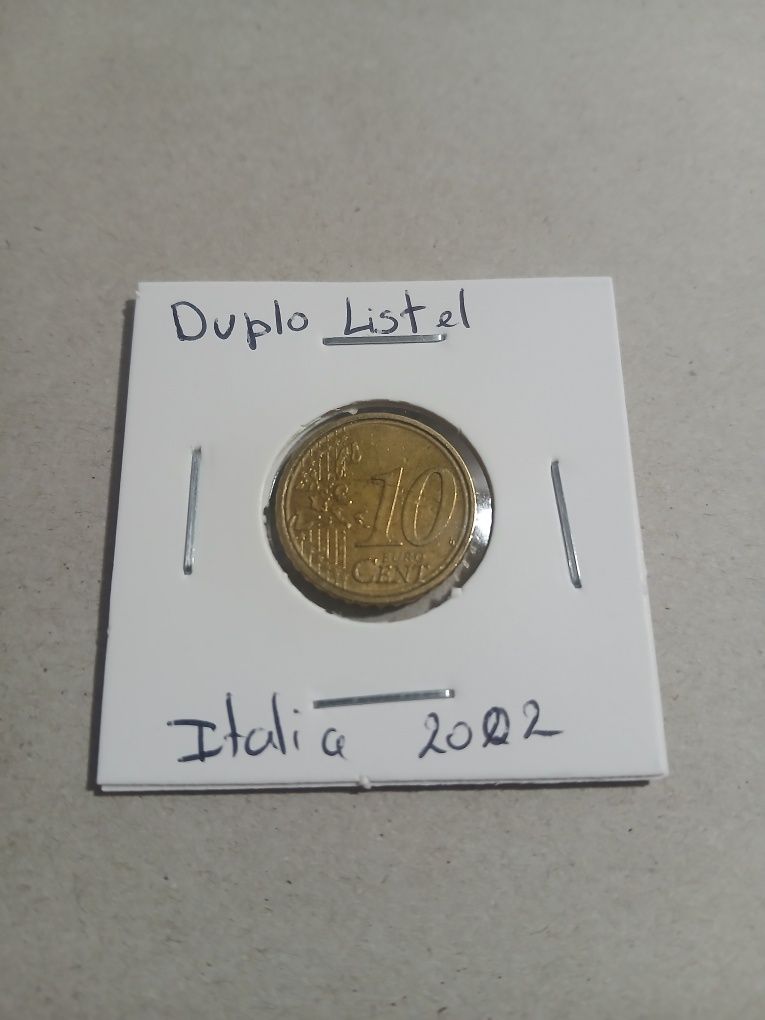 Duplo Listel
10
EURO
CENT
Italia 2002